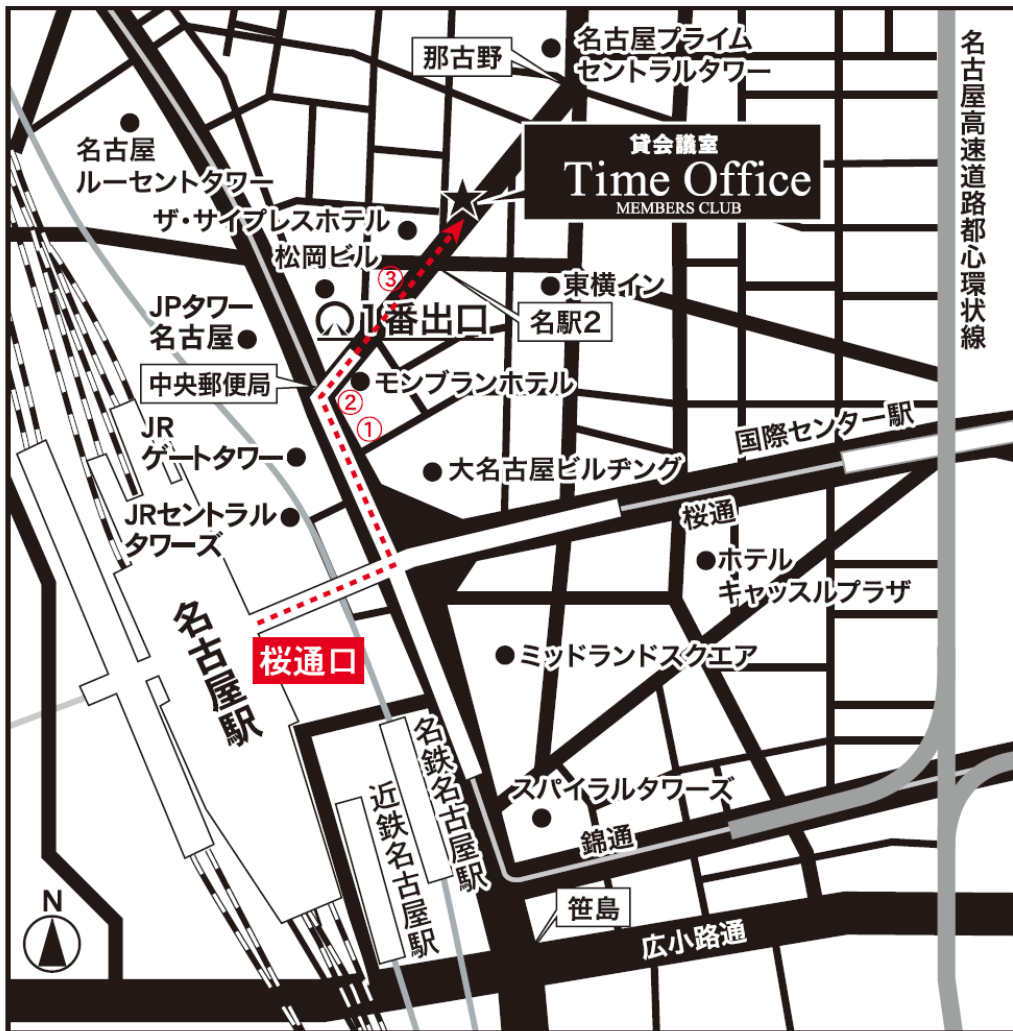 那古野
名古屋プライム
セントラルタワー
名古屋高速道路都心環状線
貸会議室
Time Office
MEMBERS CLUB
名古屋
ルーセントタワー
ザ・サイプレスホテル
松岡ビル
③
1番出口
東横イン
名駅2
JPタワー
名古屋
中央郵便局
モンブランホテル
②
①
JR
ゲートタワー
大名古屋ビルヂング
国際センター駅
JRセントラル
タワーズ
桜通
ホテル
キャッスルプラザ
名古屋駅
桜通口
ミッドランドスクエア
名鉄名古屋駅
近鉄名古屋駅
スパイラルタワーズ
錦通
笹島
広小路通
N